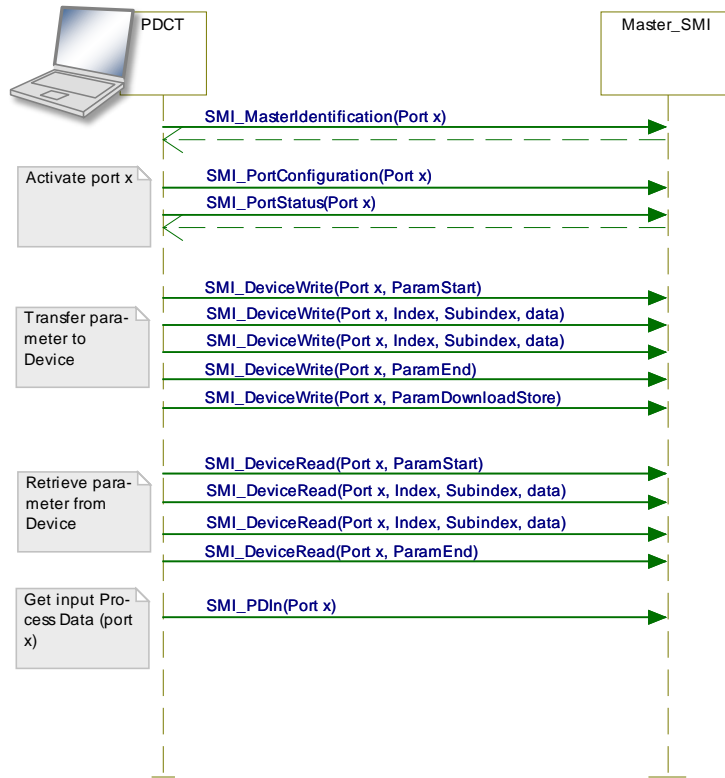 PDCT
Master_SMI
SMI_MasterIdentification(Port x)
Activate port x
SMI_PortConfiguration(Port x)
SMI_PortStatus(Port x)
SMI_DeviceWrite(Port x, ParamStart)
Transfer para-
meter to
Device
SMI_DeviceWrite(Port x, Index, Subindex, data)
SMI_DeviceWrite(Port x, Index, Subindex, data)
SMI_DeviceWrite(Port x, ParamEnd)
SMI_DeviceWrite(Port x, ParamDownloadStore)
SMI_DeviceRead(Port x, ParamStart)
Retrieve para-
meter from
Device
SMI_DeviceRead(Port x, Index, Subindex, data)
SMI_DeviceRead(Port x, Index, Subindex, data)
SMI_DeviceRead(Port x, ParamEnd)
Get input Pro-
cess Data (port
x)
SMI_PDIn(Port x)